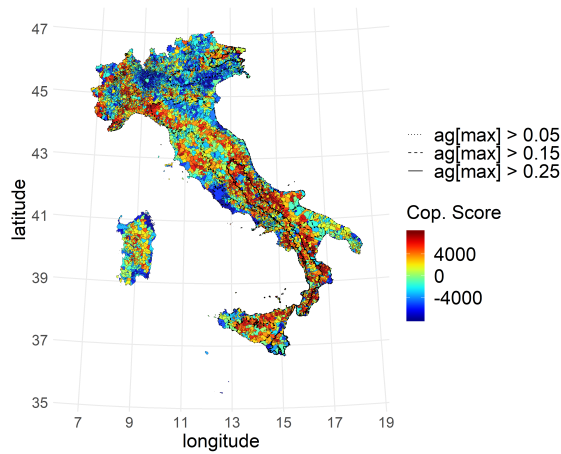 47
45
43
41
39
37
35
latitude
7 9 11 13 15 17 19
longitude
ag[max] > 0.05
ag[max] > 0.15
ag[max] > 0.25
Cop. Score
4000
0
-4000